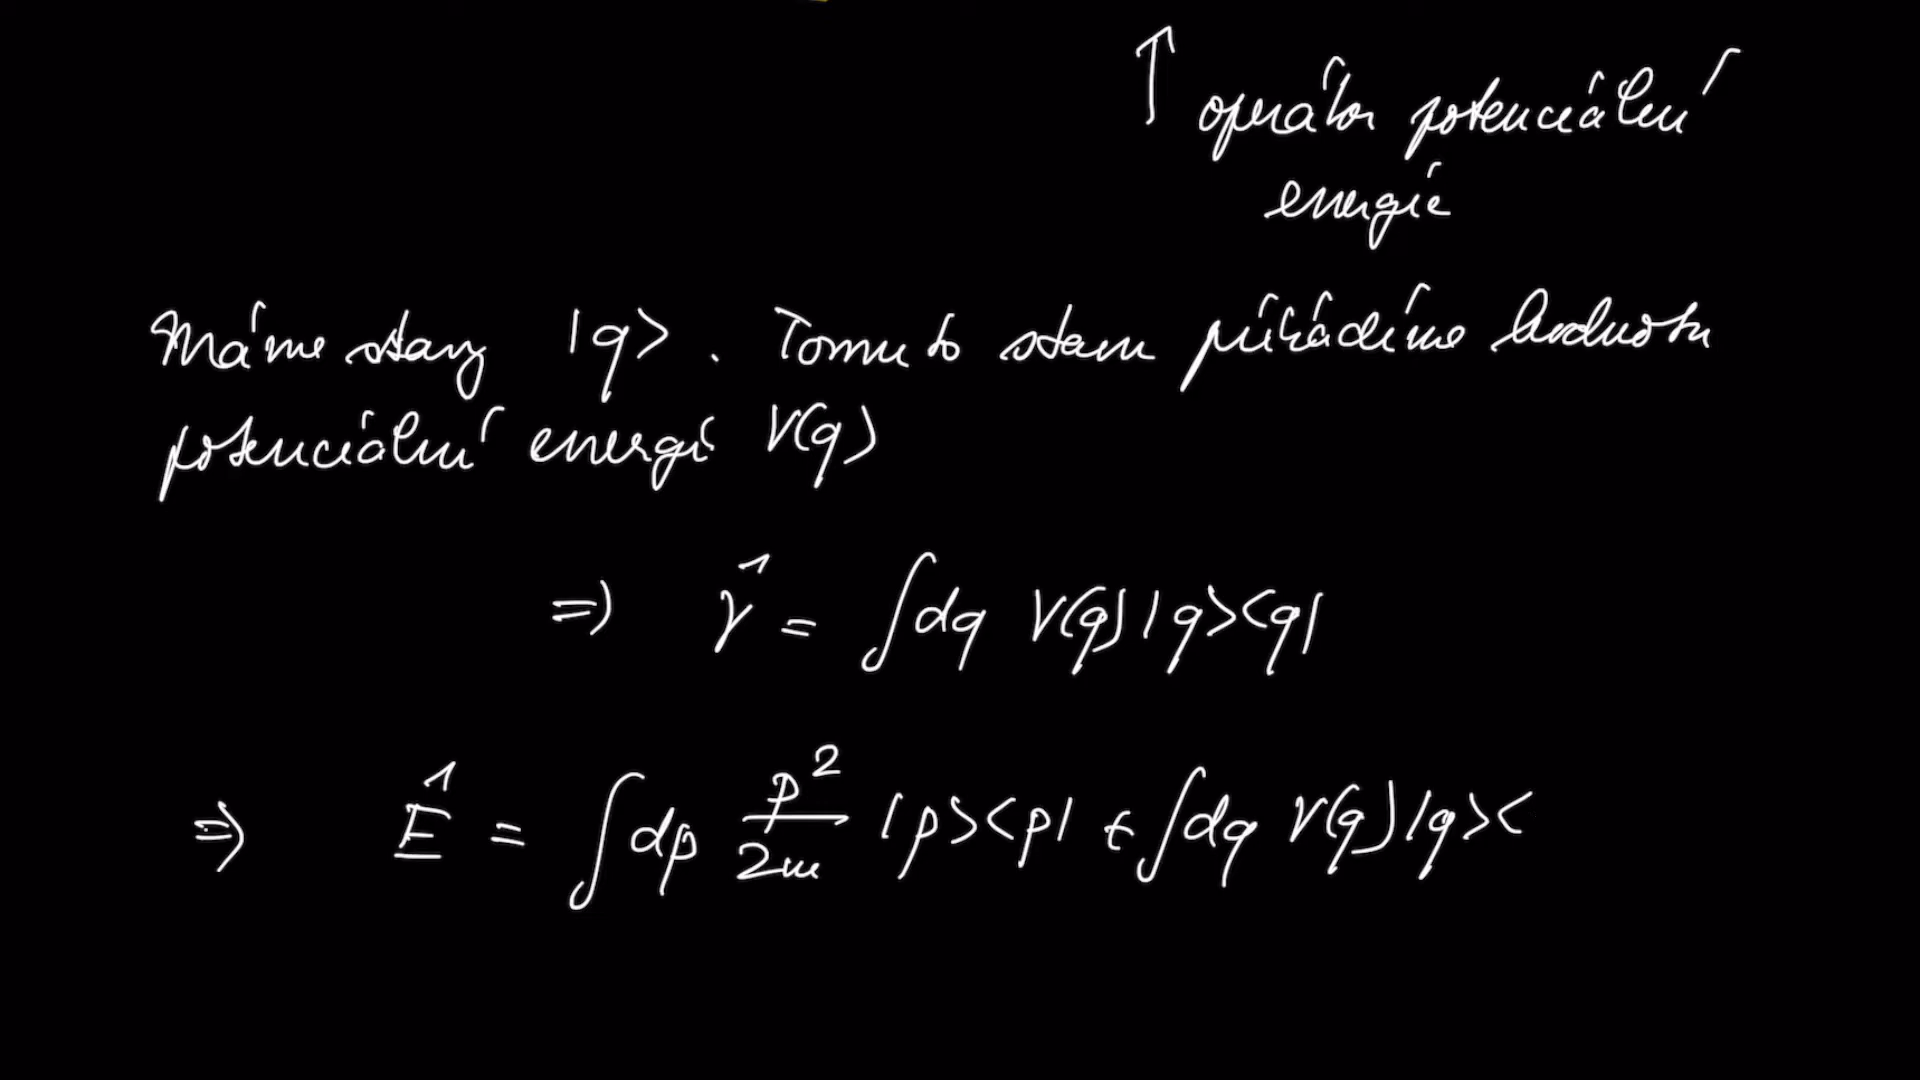 ↑ operátor potenciální
energie
Máme stavy |q>. Tomuto stavu přiřadíme hodnotu
potenciální energie V(q)
=> V̂ = ∫dq V(q)|q><q|
=> Ê = ∫dp p²/2m |p><p| + ∫dq V(q)|q><